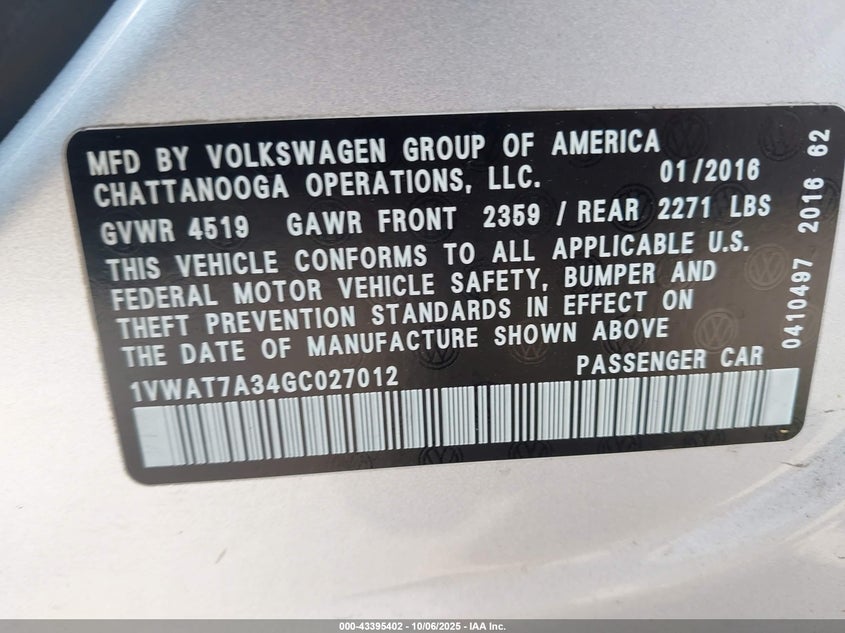 MFD BY VOLKSWAGEN GROUP OF AMERICA
CHATTANOOGA OPERATIONS, LLC. 01/2016
GVWR 4519 GAWR FRONT 2359 / REAR 2271 LBS
THIS VEHICLE CONFORMS TO ALL APPLICABLE U.S.
FEDERAL MOTOR VEHICLE SAFETY, BUMPER AND
THEFT PREVENTION STANDARDS IN EFFECT ON
THE DATE OF MANUFACTURE SHOWN ABOVE
1VWAT7A34GC027012 PASSENGER CAR
0410497 2016 62
000-43395402 - 10/06/2025 - IAA Inc.